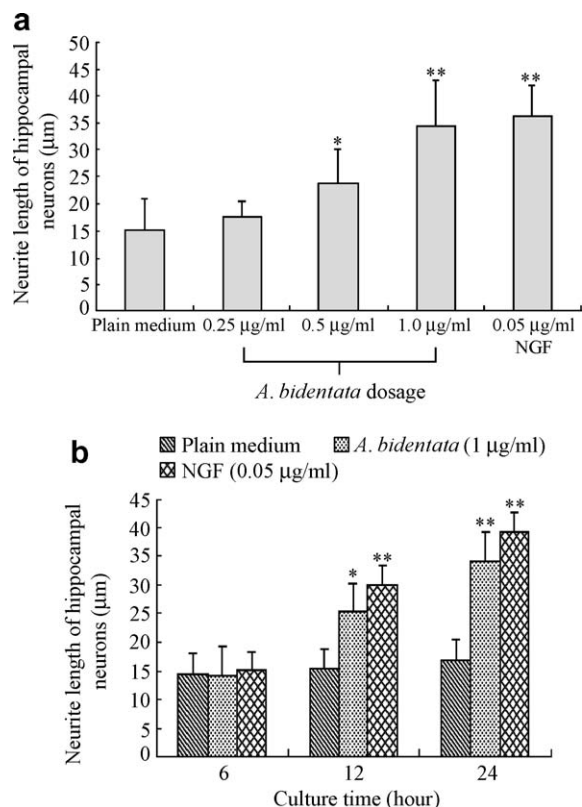 a
Neurite length of hippocampal
neurons (μm)
50
45
40
35
30
25
20
15
10
5
0
*
**
**
Plain medium 0.25 μg/ml 0.5 μg/ml 1.0 μg/ml 0.05 μg/ml
NGF
A. bidentata dosage
b
Plain medium A. bidentata (1 μg/ml)
NGF (0.05 μg/ml)
Neurite length of hippocampal
neurons (μm)
45
40
35
30
25
15
15
10
5
0
*
**
**
**
6 12 24
Culture time (hour)